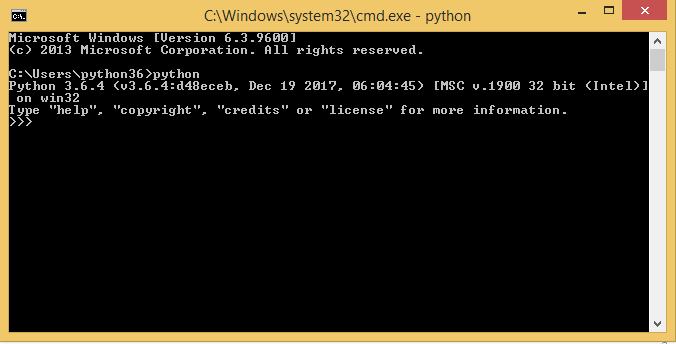 C:\Windows\system32\cmd.exe - python
Microsoft Windows [Version 6.3.9600]
(c) 2013 Microsoft Corporation. All rights reserved.
C:\Users\python36>python
Python 3.6.4 (v3.6.4:d48eceb, Dec 19 2017, 06:04:45) [MSC v.1900 32 bit (Intel)]
 on win32
Type "help", "copyright", "credits" or "license" for more information.
>>>